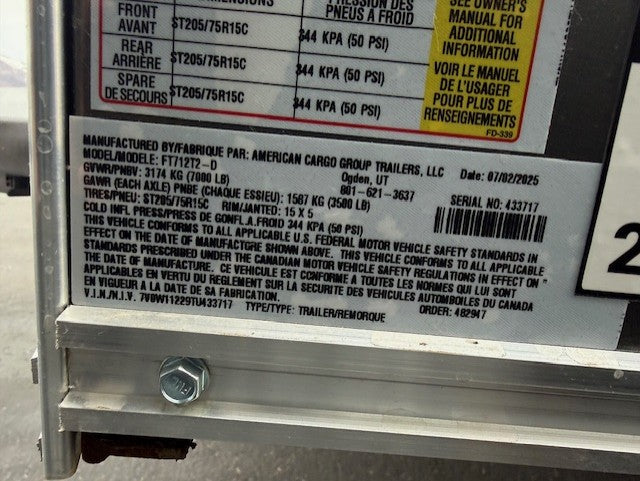 DIMENSIONS PRESSION DES
PNEUS À FROID
FRONT
AVANT ST205/75R15C 344 KPA (50 PSI)
REAR
ARRIÈRE ST205/75R15C 344 KPA (50 PSI)
SPARE
DE SECOURS ST205/75R15C 344 KPA (50 PSI)
SEE OWNER'S
MANUAL FOR
ADDITIONAL
INFORMATION
VOIR LE MANUEL
DE L'USAGER
POUR PLUS DE
RENSEIGNEMENTS
FD-339
MANUFACTURED BY/FABRIQUE PAR: AMERICAN CARGO GROUP TRAILERS, LLC Date: 07/02/2025
MODEL/MODELE: FT712T2-D Ogden, UT
GVWR/PNBV: 3174 KG (7000 LB) 801-621-3637
GAWR (EACH AXLE) PNBE (CHAQUE ESSIEU): 1587 KG (3500 LB) SERIAL NO: 433717
TIRES/PNEU: ST205/75R15C RIM/JANTED: 15 X 5
COLD INFL PRESS/PRESS DE GONFL.A.FROID 344 KPA (50 PSI)
THIS VEHICLE CONFORMS TO ALL APPLICABLE U.S. FEDERAL MOTOR VEHICLE SAFETY STANDARDS IN
EFFECT ON THE DATE OF MANUFACTURE SHOWN ABOVE. THIS VEHICLE CONFORMS TO ALL APPLICABLE
STANDARDS PRESCRIBED UNDER THE CANADIAN MOTOR VEHICLE SAFETY REGULATIONS IN EFFECT ON "
THE DATE OF MANUFACTURE. CE VEHICULE EST CONFORME A TOUTES LES NORMES QUI LUI SONT
APPLICABLES EN VERTU DU REGLEMENT SUR LA SECURITE DES VEHICULES AUTOMBOILES DU CANADA
EN VIGUEUR A LA DATE DE SA FABRICATION.
V.I.N./N.I.V. 7V8W11229TU433717 TYPE/TYPE: TRAILER/REMORQUE ORDER: 482947
2